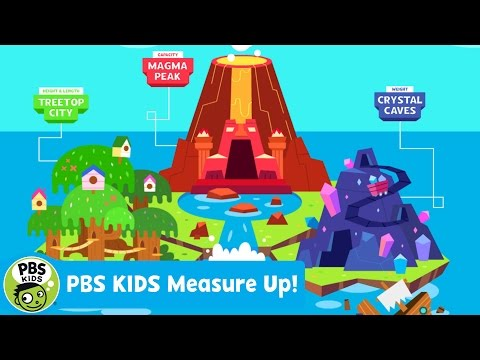 CAPACITY
MAGMA
PEAK
HEIGHT & LENGTH
TREETOP
CITY
WEIGHT
CRYSTAL
CAVES
PBS
KIDS
PBS KIDS Measure Up!